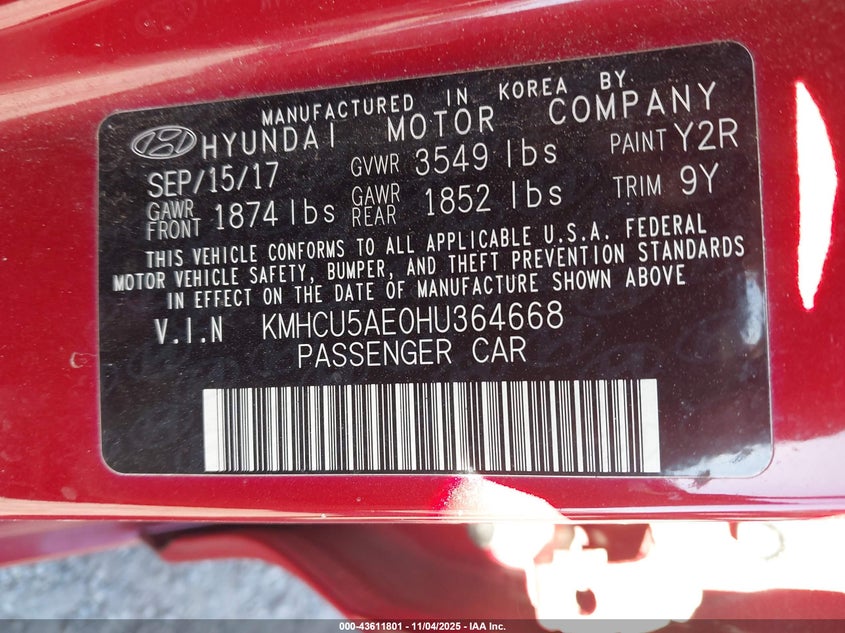 MANUFACTURED IN KOREA BY
HYUNDAI MOTOR COMPANY
SEP/15/17 GVWR 3549 lbs PAINT Y2R
GAWR FRONT 1874 lbs GAWR REAR 1852 lbs TRIM 9Y
THIS VEHICLE CONFORMS TO ALL APPLICABLE U.S.A. FEDERAL
MOTOR VEHICLE SAFETY, BUMPER, AND THEFT PREVENTION STANDARDS
IN EFFECT ON THE DATE OF MANUFACTURE SHOWN ABOVE
V.I.N KMHCU5AE0HU364668
PASSENGER CAR
000-43611801 - 11/04/2025 - IAA Inc.